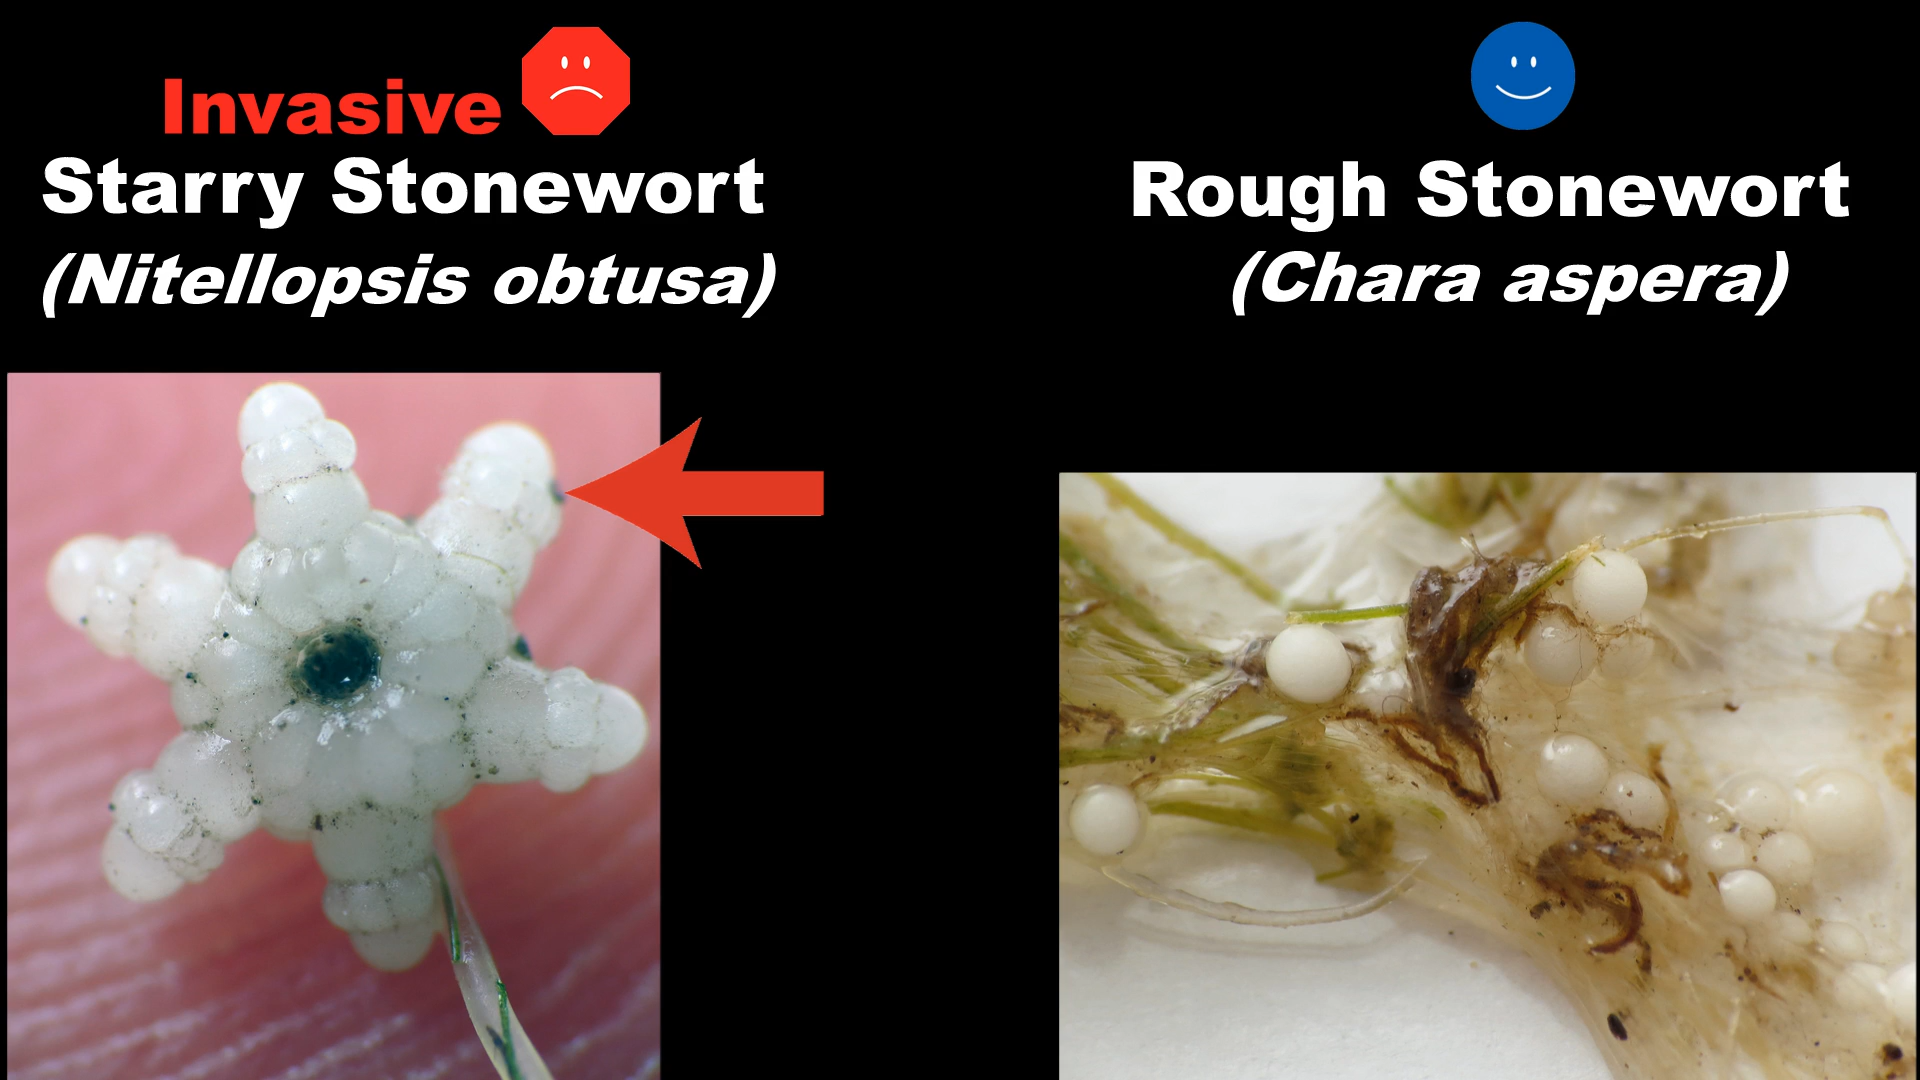 Invasive
Starry Stonewort
(Nitellopsis obtusa)
Rough Stonewort
(Chara aspera)